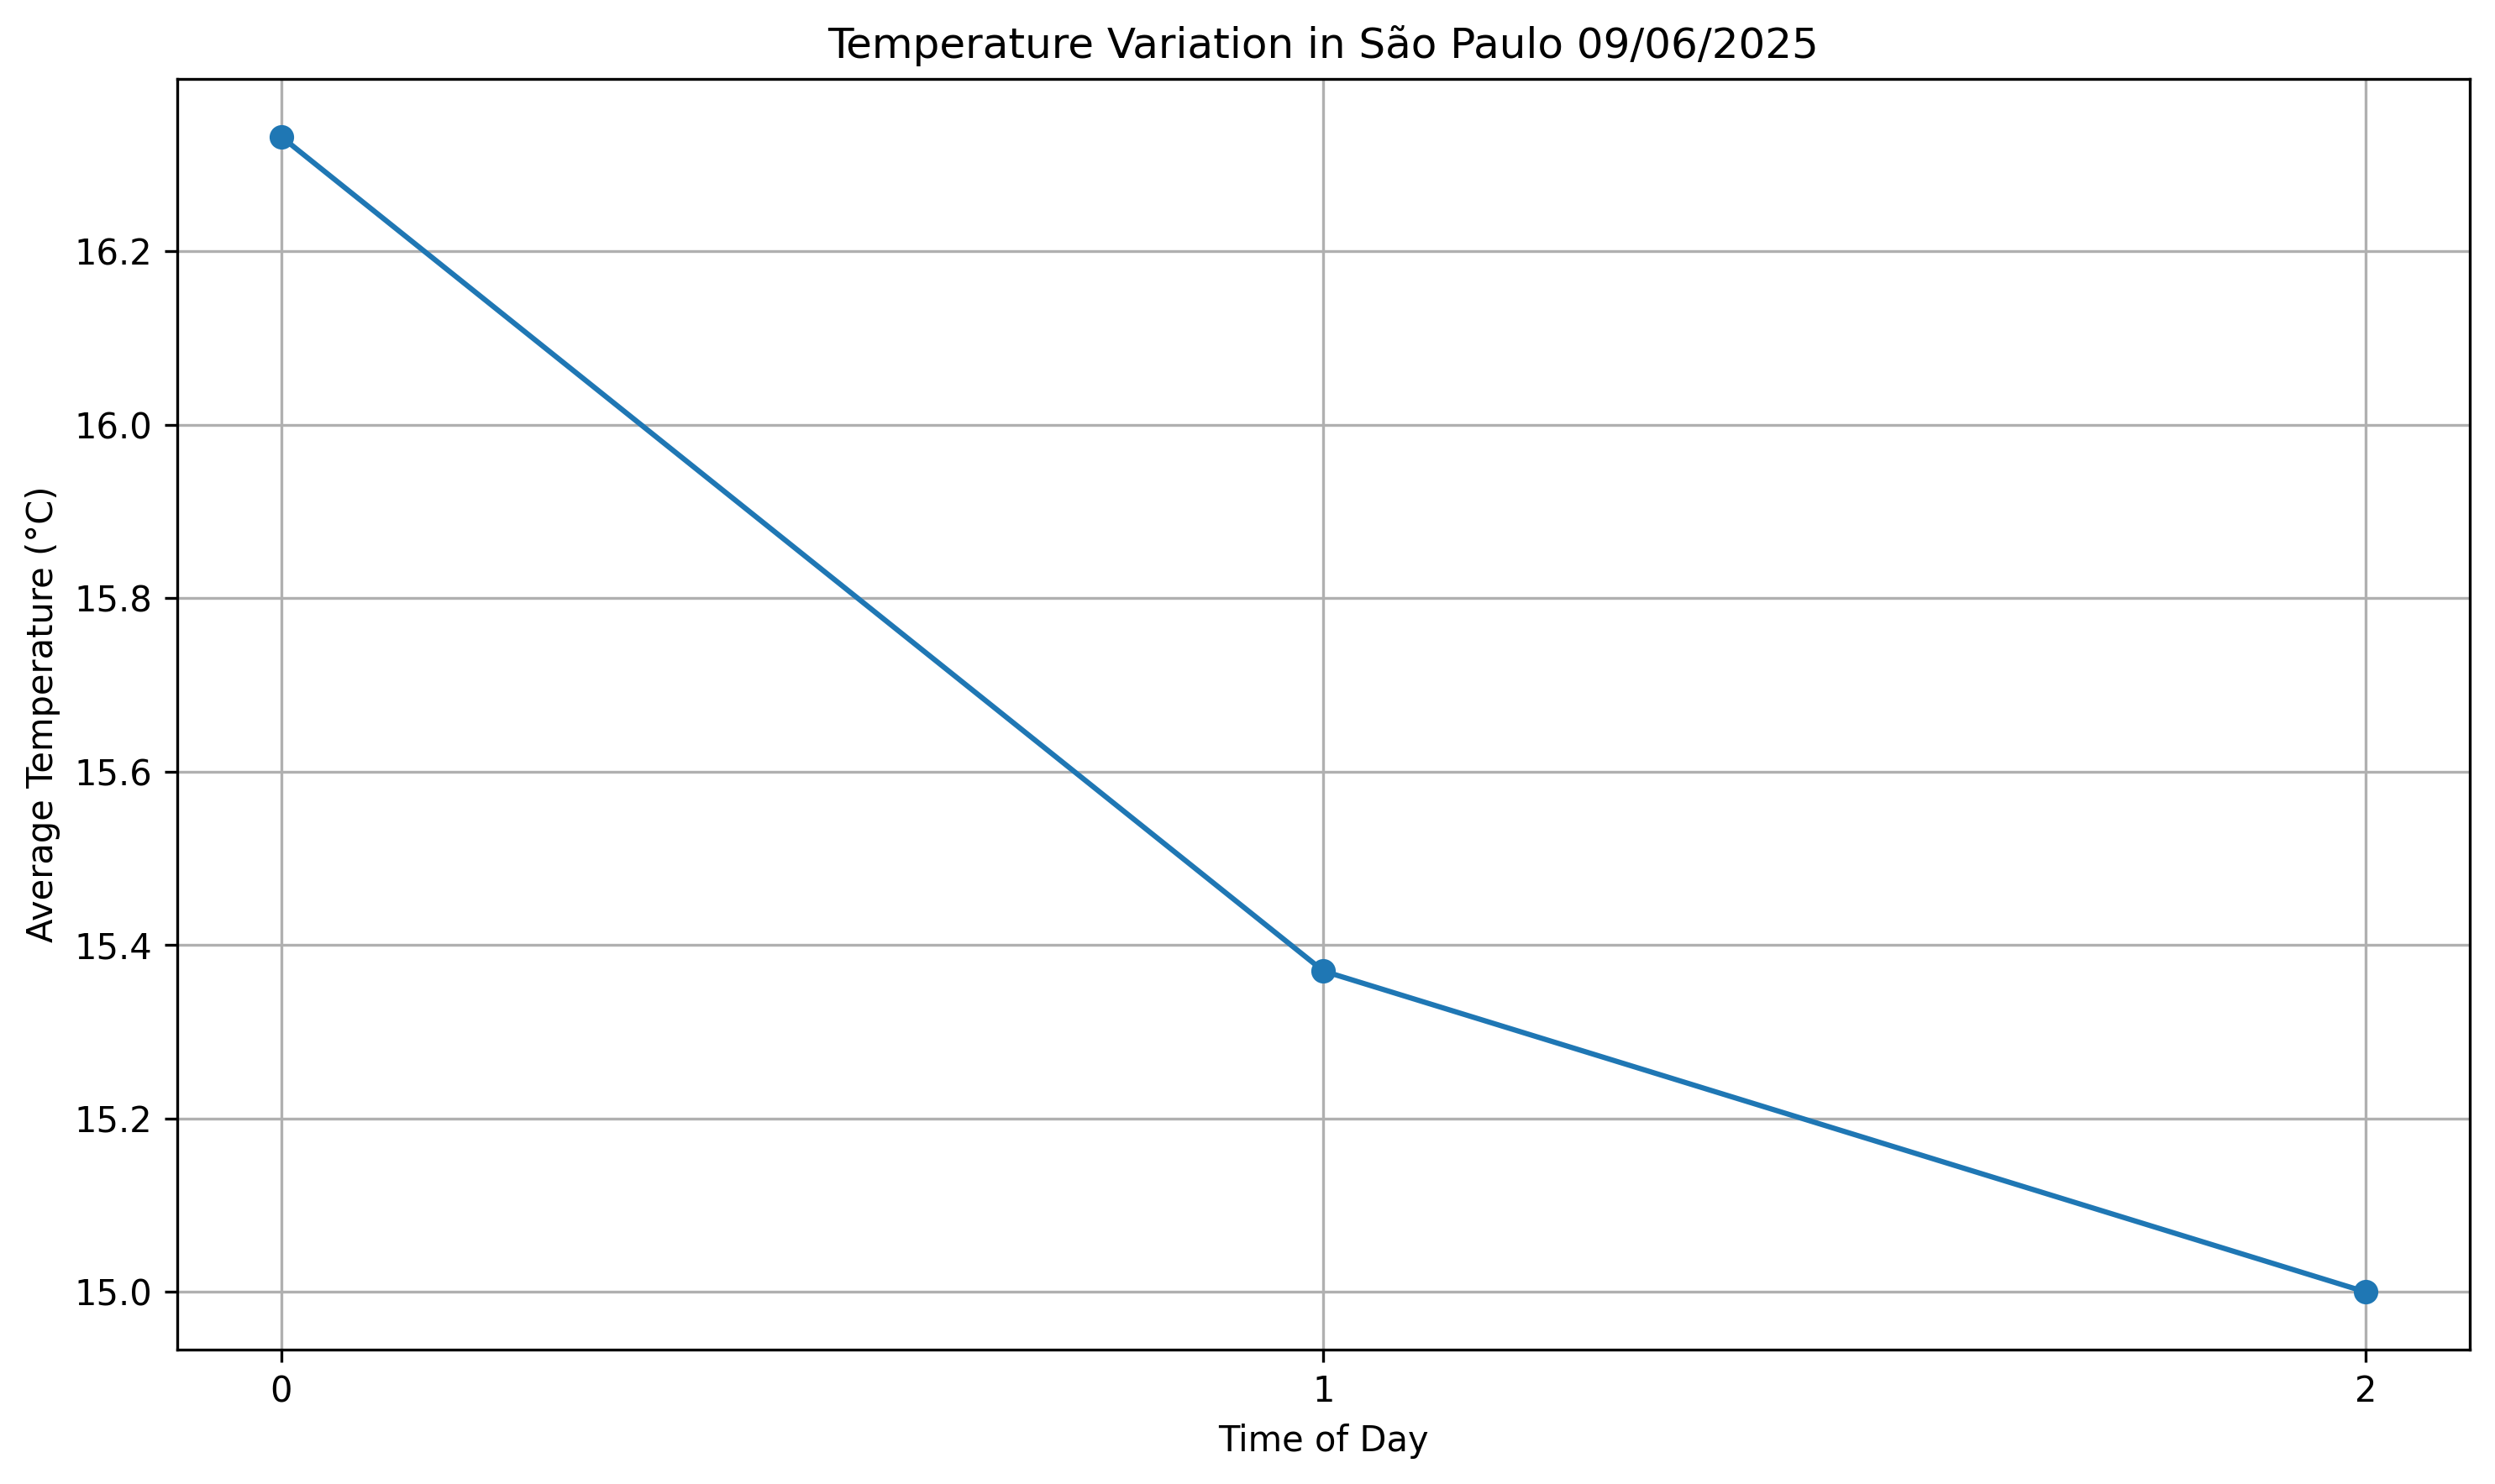 Temperature Variation in São Paulo 09/06/2025
Average Temperature (°C)
16.2
16.0
15.8
15.6
15.4
15.2
15.0
0 1 2
Time of Day